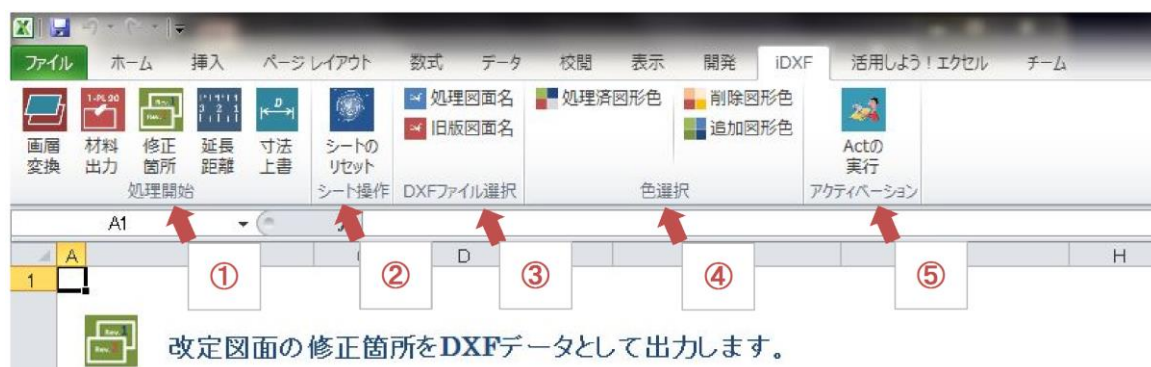 ファイル ホーム 挿入 ページ レイアウト 数式 データ 校閲 表示 開発 iDXF 活用しよう！エクセル チーム
1-PL 90 Rev. 1 3 2 1 D 処理図面名 処理済図形色 削除図形色
旧版図面名 追加図形色
画層 材料 修正 延長 寸法 シートの Actの
変換 出力 箇所 距離 上書 リセット 実行
処理開始 シート操作 DXFファイル選択 色選択 アクティベーション
A1
A D H
① ② ③ ④ ⑤
1
改定図面の修正箇所をDXFデータとして出力します。